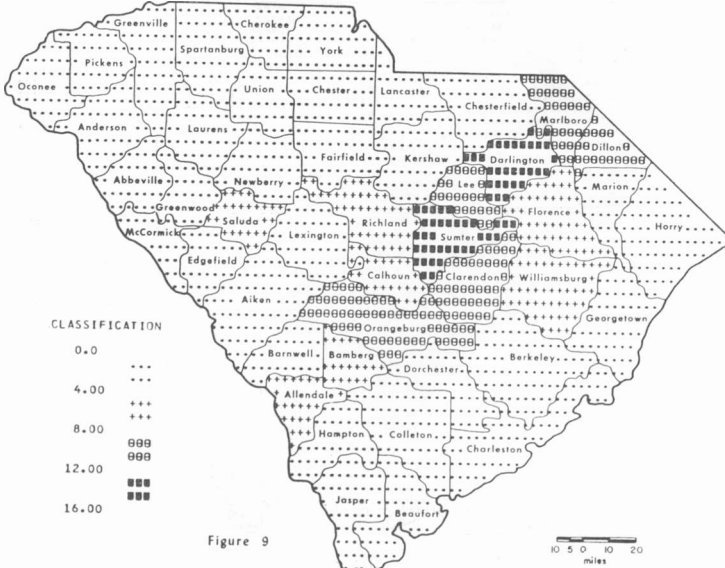 Greenville
Cherokee
Spartanburg
York
Pickens
Oconee
Union
Chester
Lancaster
Chesterfield
Marlboro
Anderson
Laurens
Fairfield
Kershaw
Darlington
Dillon
Abbeville
Newberry
Lee
Marion
Greenwood
Saluda
Richland
Florence
McCormick
Lexington
Sumter
Horry
Edgefield
Calhoun
Clarendon
Williamsburg
Aiken
Georgetown
Orangeburg
Barnwell
Bamberg
Berkeley
Dorchester
Allendale
Hampton
Colleton
Charleston
Jasper
Beaufort
CLASSIFICATION
0.0
4.00
8.00
12.00
16.00
Figure 9
10 5 0 10 20
miles